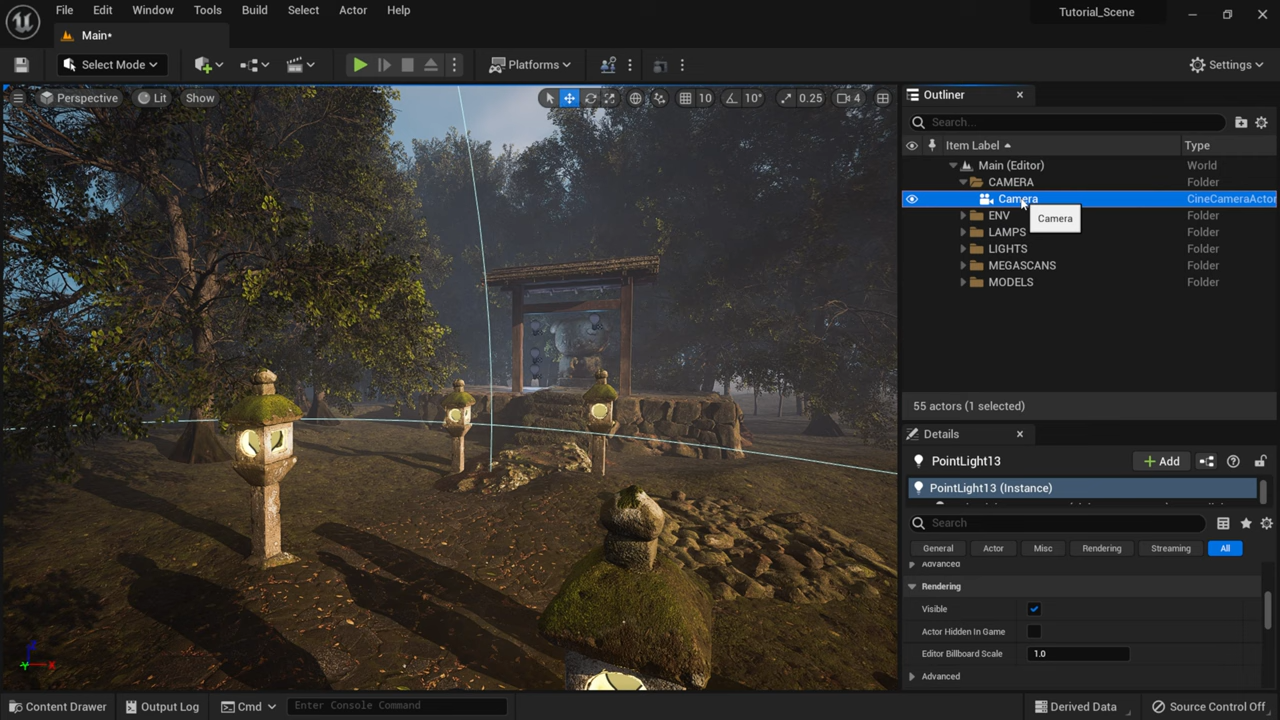 File Edit Window Tools Build Select Actor Help
Tutorial_Scene
Main*
Select Mode
Platforms
Settings
Perspective Lit Show
10 10° 0.25 4
Outliner
Search...
Item Label Type
Main (Editor) World
CAMERA Folder
Camera CineCameraActor
Camera
ENV Folder
LAMPS Folder
LIGHTS Folder
MEGASCANS Folder
MODELS Folder
55 actors (1 selected)
Details
PointLight13
Add
PointLight13 (Instance)
Search
General Actor Misc Rendering Streaming All
Advanced
Rendering
Visible
Actor Hidden In Game
Editor Billboard Scale 1.0
Advanced
Content Drawer Output Log Cmd Enter Console Command Derived Data Source Control Off